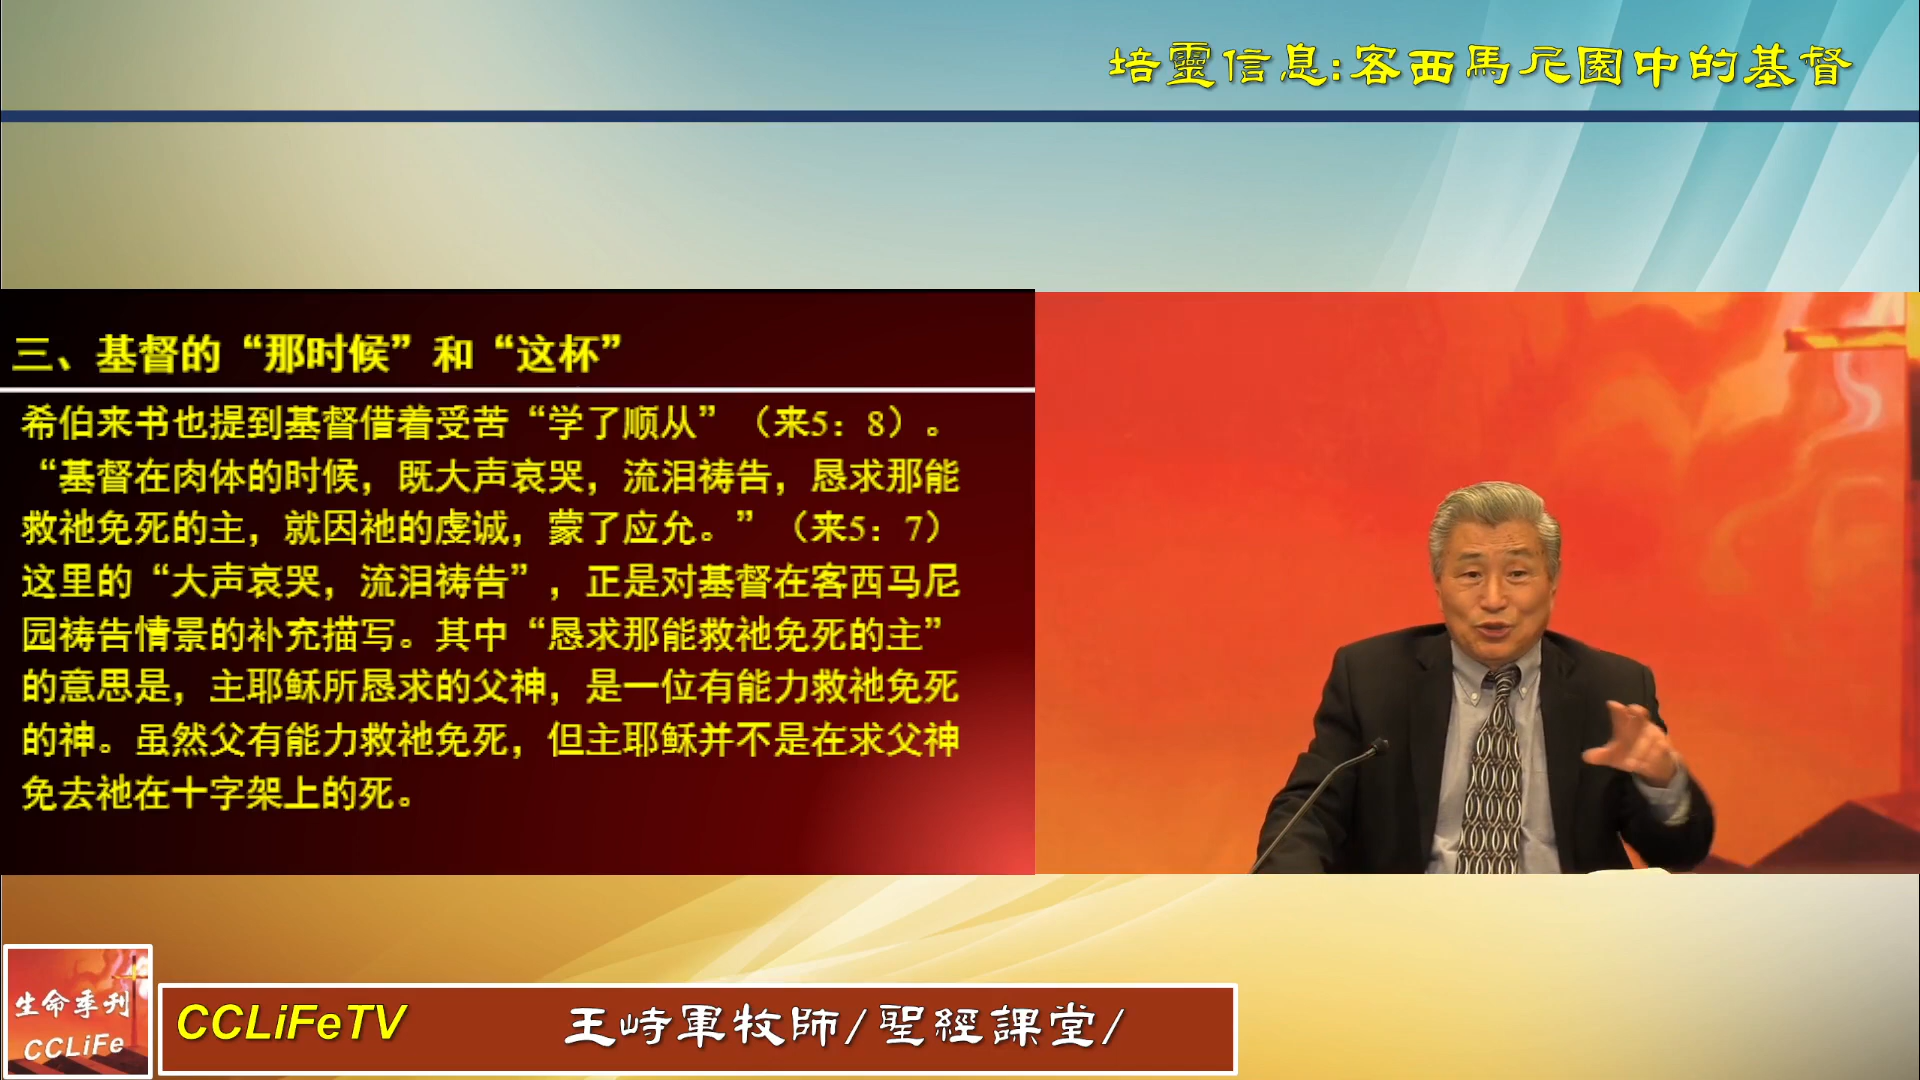 培靈信息:客西馬尼園中的基督
三、基督的“那时候”和“这杯”
希伯来书也提到基督借着受苦“学了顺从”（来5：8）。
“基督在肉体的时候，既大声哀哭，流泪祷告，恳求那能
救祂免死的主，就因祂的虔诚，蒙了应允。”（来5：7）
这里的“大声哀哭，流泪祷告”，正是对基督在客西马尼
园祷告情景的补充描写。其中“恳求那能救祂免死的主”
的意思是，主耶稣所恳求的父神，是一位有能力救祂免死
的神。虽然父有能力救祂免死，但主耶稣并不是在求父神
免去祂在十字架上的死。
生命季刊
CCLiFe
CCLiFeTV 王峙軍牧師/聖經課堂/